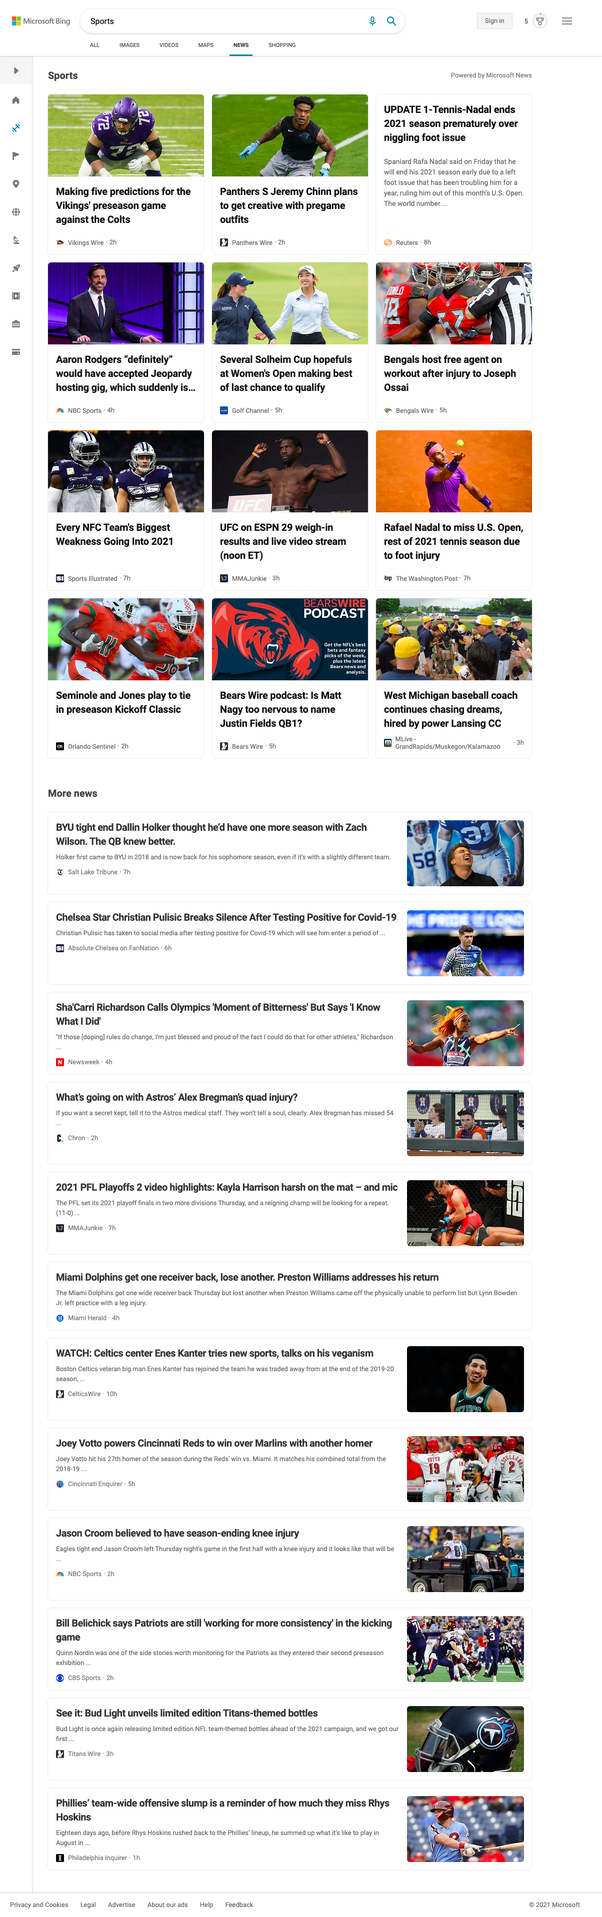 Microsoft Bing
Sports
Sign in
5
ALL IMAGES VIDEOS MAPS NEWS SHOPPING
Sports
Powered by Microsoft News
Making five predictions for the
Vikings' preseason game
against the Colts
Vikings Wire · 2h
Panthers S Jeremy Chinn plans
to get creative with pregame
outfits
Panthers Wire · 2h
UPDATE 1-Tennis-Nadal ends
2021 season prematurely over
niggling foot issue
Spaniard Rafa Nadal said on Friday that he
will end his 2021 season early due to a left
foot issue that has been troubling him for a
year, ruling him out of this month's U.S. Open.
The world number ...
Reuters · 8h
Aaron Rodgers “definitely”
would have accepted Jeopardy
hosting gig, which suddenly is...
NBC Sports · 4h
Several Solheim Cup hopefuls
at Women's Open making best
of last chance to qualify
Golf Channel · 5h
Bengals host free agent on
workout after injury to Joseph
Ossai
Bengals Wire · 5h
Every NFC Team's Biggest
Weakness Going Into 2021
Sports Illustrated · 7h
UFC
UFC on ESPN 29 weigh-in
results and live video stream
(noon ET)
MMAJunkie · 3h
Rafael Nadal to miss U.S. Open,
rest of 2021 tennis season due
to foot injury
The Washington Post · 7h
Seminole and Jones play to tie
in preseason Kickoff Classic
Orlando Sentinel · 2h
BEARSWIRE
PODCAST
Get the NFL's best
bets and fantasy
picks of the week,
plus the latest
Bears news and
analysis.
Bears Wire podcast: Is Matt
Nagy too nervous to name
Justin Fields QB1?
Bears Wire · 5h
West Michigan baseball coach
continues chasing dreams,
hired by power Lansing CC
MLive -
GrandRapids/Muskegon/Kalamazoo · 3h
More news
BYU tight end Dallin Holker thought he’d have one more season with Zach
Wilson. The QB knew better.
Holker first came to BYU in 2018 and is now back for his sophomore season, even if it’s with a slightly different team.
Salt Lake Tribune · 7h
58
31
Chelsea Star Christian Pulisic Breaks Silence After Testing Positive for Covid-19
Christian Pulisic has taken to social media after testing positive for Covid-19 which will see him enter a period of ...
Absolute Chelsea on FanNation · 6h
HE PRIDE OF LOND
Sha'Carri Richardson Calls Olympics 'Moment of Bitterness' But Says 'I Know
What I Did'
"If those [doping] rules do change, I'm just blessed and proud of the fact I could do that for other athletes," Richardson
...
Newsweek · 4h
What’s going on with Astros’ Alex Bregman’s quad injury?
If you want a secret kept, tell it to the Astros medical staff. They won't tell a soul, clearly. Alex Bregman has missed 54
...
Chron · 2h
2021 PFL Playoffs 2 video highlights: Kayla Harrison harsh on the mat – and mic
The PFL set its 2021 playoff finals in two more divisions Thursday, and a reigning champ will be looking for a repeat.
(11-0) ...
MMAJunkie · 7h
Miami Dolphins get one receiver back, lose another. Preston Williams addresses his return
The Miami Dolphins got one wide receiver back Thursday but lost another when Preston Williams came off the physically unable to perform list but Lynn Bowden
Jr. left practice with a leg injury.
Miami Herald · 4h
WATCH: Celtics center Enes Kanter tries new sports, talks on his veganism
Boston Celtics veteran big man Enes Kanter has rejoined the team he was traded away from at the end of the 2019-20
season, ...
CelticsWire · 10h
Joey Votto powers Cincinnati Reds to win over Marlins with another homer
Joey Votto hit his 27th homer of the season during the Reds' win vs. Miami. It matches his combined total from the
2018-19 ...
Cincinnati Enquirer · 5h
19
2
Jason Croom believed to have season-ending knee injury
Eagles tight end Jason Croom left Thursday night's game in the first half with a knee injury and it looks like that will be
...
NBC Sports · 2h
Bill Belichick says Patriots are still 'working for more consistency' in the kicking
game
Quinn Nordin was one of the side stories worth monitoring for the Patriots as they entered their second preseason
exhibition ...
CBS Sports · 2h
3
See it: Bud Light unveils limited edition Titans-themed bottles
Bud Light is once again releasing limited edition NFL team-themed bottles ahead of the 2021 campaign, and we got our
first ...
Titans Wire · 3h
Phillies’ team-wide offensive slump is a reminder of how much they miss Rhys
Hoskins
Eighteen days ago, before Rhys Hoskins rushed back to the Phillies’ lineup, he summed up what it’s like to play in
August in ...
Philadelphia Inquirer · 1h
Privacy and Cookies Legal Advertise About our ads Help Feedback
© 2021 Microsoft